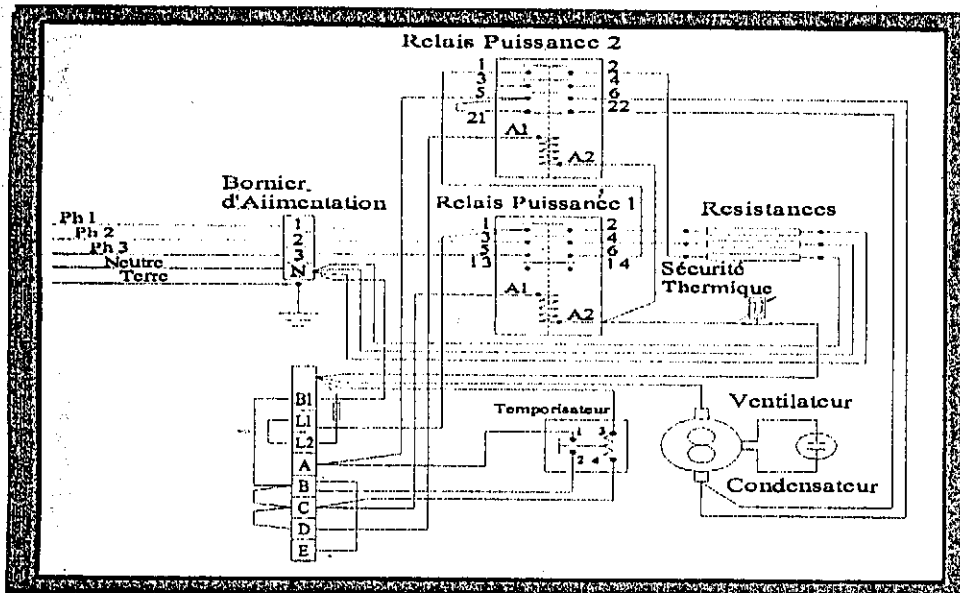 Relais Puissance 2
1 2
3 4
5 6
21 22
A1
A2
Bornier
d'Alimentation
Ph 1
Ph 2
Ph 3
Neutre
Terre
1
2
3
N
Relais Puissance 1
1 2
3 4
5 6
13 14
A1
A2
Resistances
Sécurité
Thermique
B1
L1
L2
A
B
C
D
E
Temporisateur
1 3
2 4
Ventilateur
Condensateur